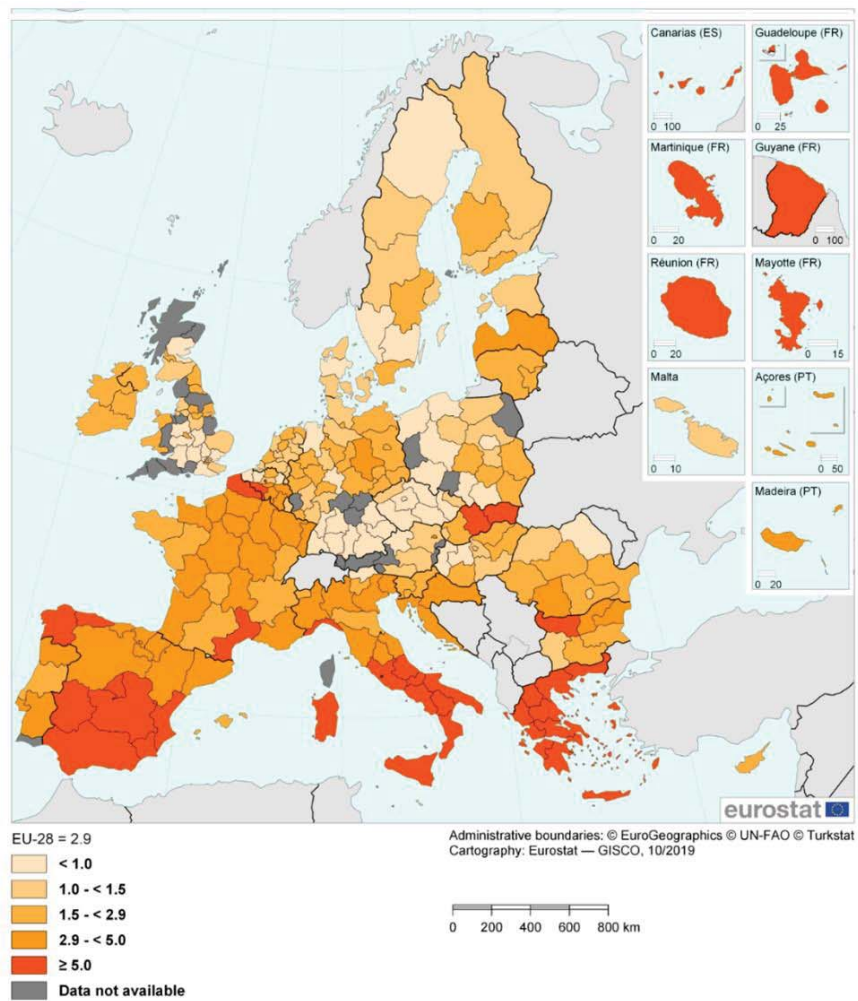 Canarias (ES)
0 100
Guadeloupe (FR)
0 25
Martinique (FR)
0 20
Guyane (FR)
0 100
Réunion (FR)
0 20
Mayotte (FR)
0 15
Malta
0 10
Açores (PT)
0 50
Madeira (PT)
0 20
eurostat
EU-28 = 2.9
< 1.0
1.0 - < 1.5
1.5 - < 2.9
2.9 - < 5.0
≥ 5.0
Data not available
Administrative boundaries: © EuroGeographics © UN-FAO © Turkstat
Cartography: Eurostat — GISCO, 10/2019
0 200 400 600 800 km